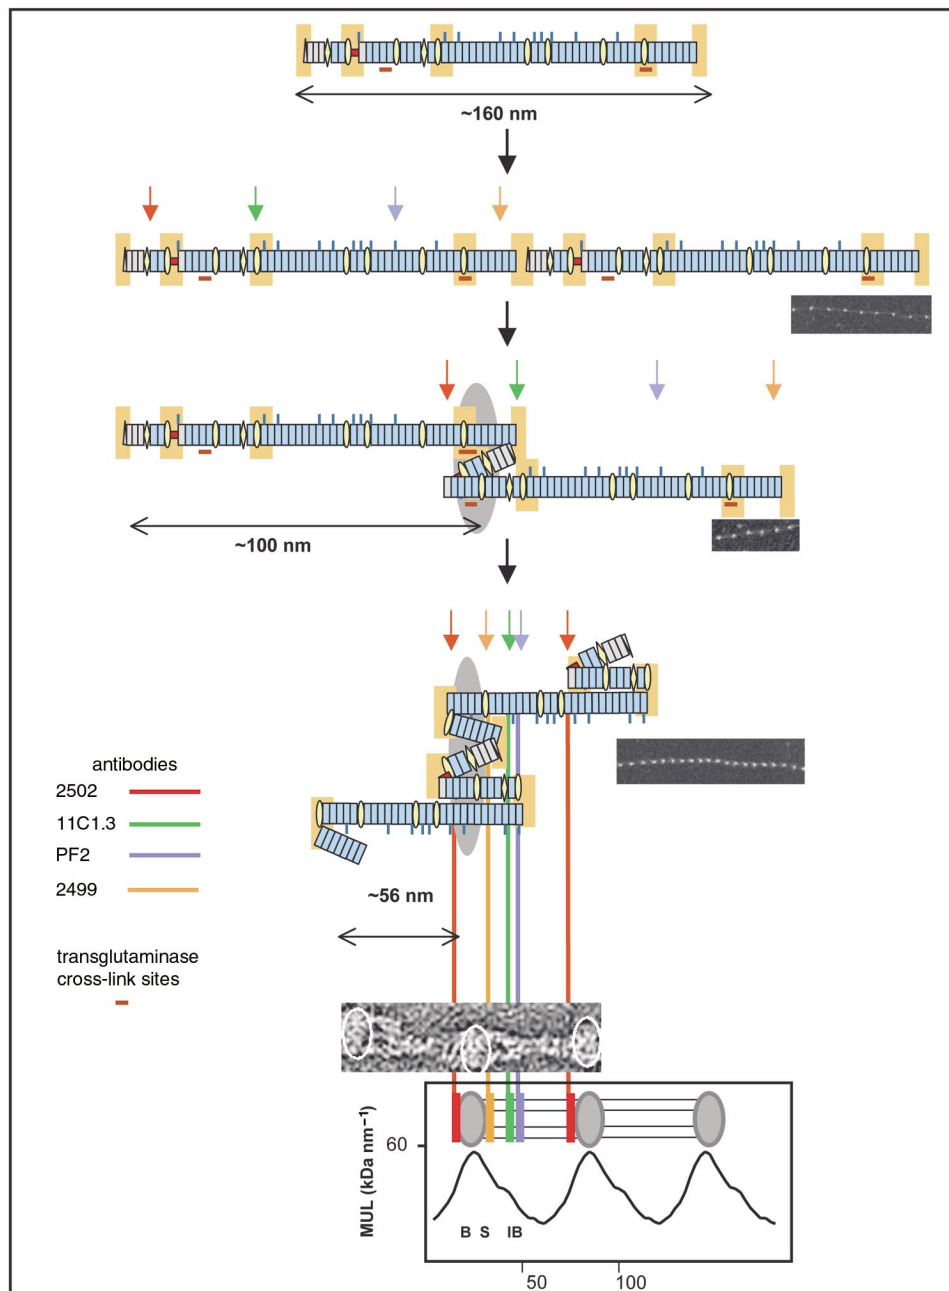 ~160 nm
~100 nm
antibodies
2502
11C1.3
PF2
2499
transglutaminase
cross-link sites
~56 nm
MUL (kDa nm⁻¹)
60
B S IB
50 100